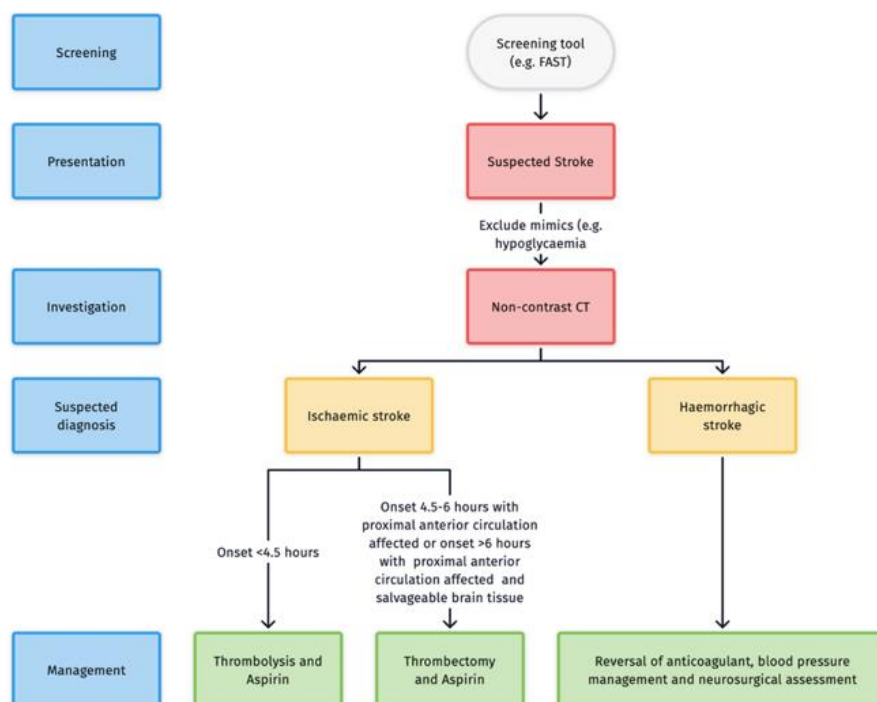 Screening
Screening tool
(e.g. FAST)
Presentation
Suspected Stroke
Exclude mimics (e.g.
hypoglycaemia
Investigation
Non-contrast CT
Suspected
diagnosis
Ischaemic stroke
Haemorrhagic
stroke
Onset <4.5 hours
Onset 4.5-6 hours with
proximal anterior circulation
affected or onset >6 hours
with proximal anterior
circulation affected and
salvageable brain tissue
Management
Thrombolysis and
Aspirin
Thrombectomy
and Aspirin
Reversal of anticoagulant, blood pressure
management and neurosurgical assessment